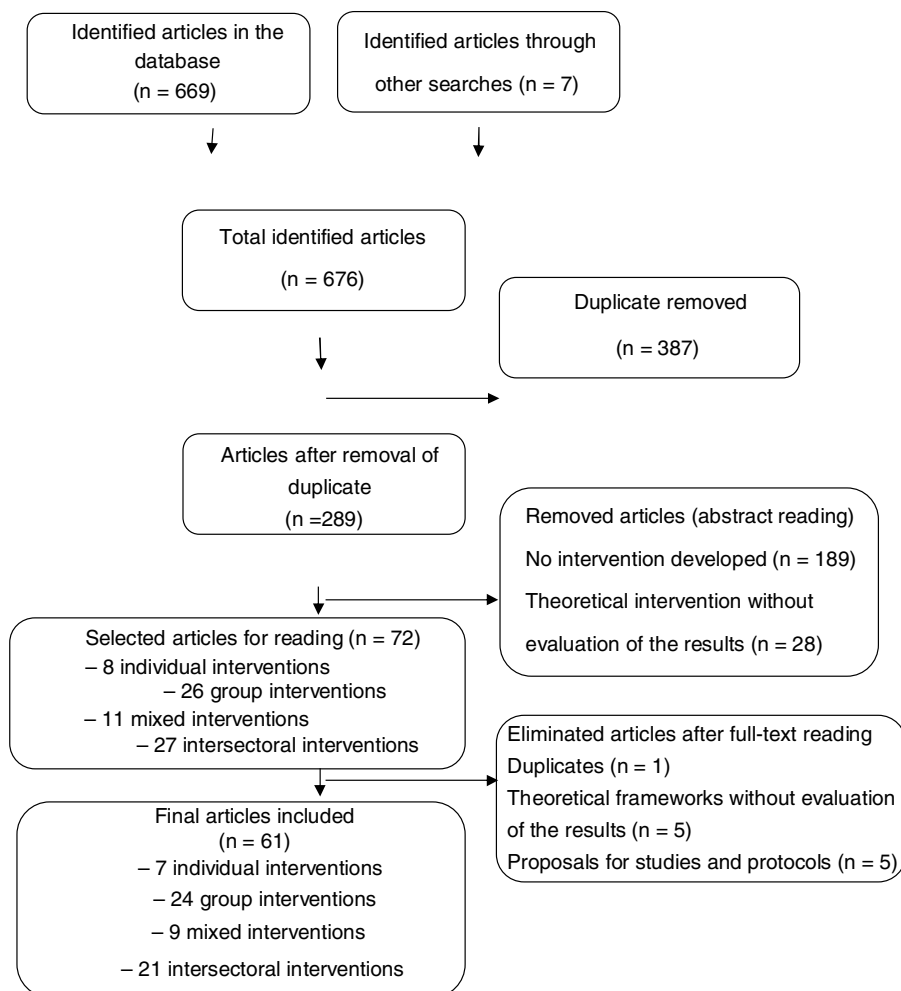 Identified articles in the
database
(n = 669)
Identified articles through
other searches (n = 7)
Total identified articles
(n = 676)
Duplicate removed
(n = 387)
Articles after removal of
duplicate
(n =289)
Removed articles (abstract reading)
No intervention developed (n = 189)
Theoretical intervention without
evaluation of the results (n = 28)
Selected articles for reading (n = 72)
– 8 individual interventions
– 26 group interventions
– 11 mixed interventions
– 27 intersectoral interventions
Eliminated articles after full-text reading
Duplicates (n = 1)
Theoretical frameworks without evaluation
of the results (n = 5)
Proposals for studies and protocols (n = 5)
Final articles included
(n = 61)
– 7 individual interventions
– 24 group interventions
– 9 mixed interventions
– 21 intersectoral interventions